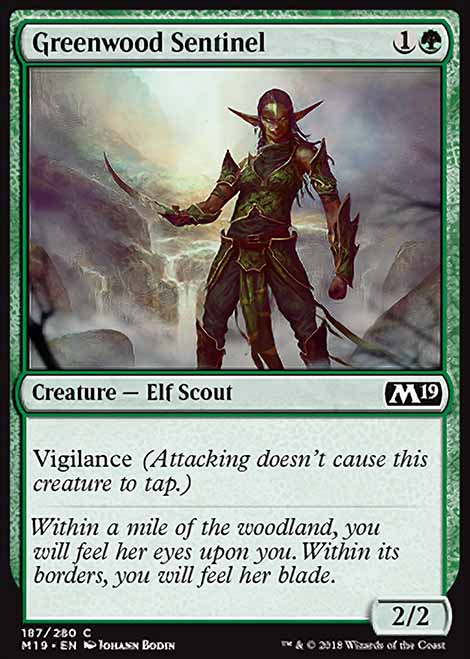 Greenwood Sentinel 1
Creature — Elf Scout M19
Vigilance (Attacking doesn't cause this
creature to tap.)
Within a mile of the woodland, you
will feel her eyes upon you. Within its
borders, you will feel her blade.
2/2
187/280 C
M19 • EN Johann Bodin
™ & © 2018 Wizards of the Coast